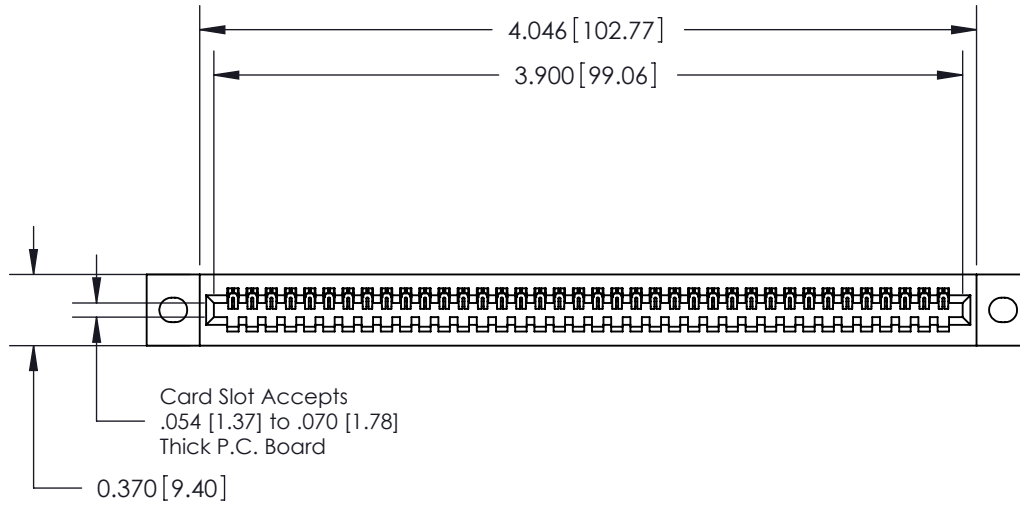 4.046 [102.77]
3.900 [99.06]
Card Slot Accepts
.054 [1.37] to .070 [1.78]
Thick P.C. Board
0.370 [9.40]